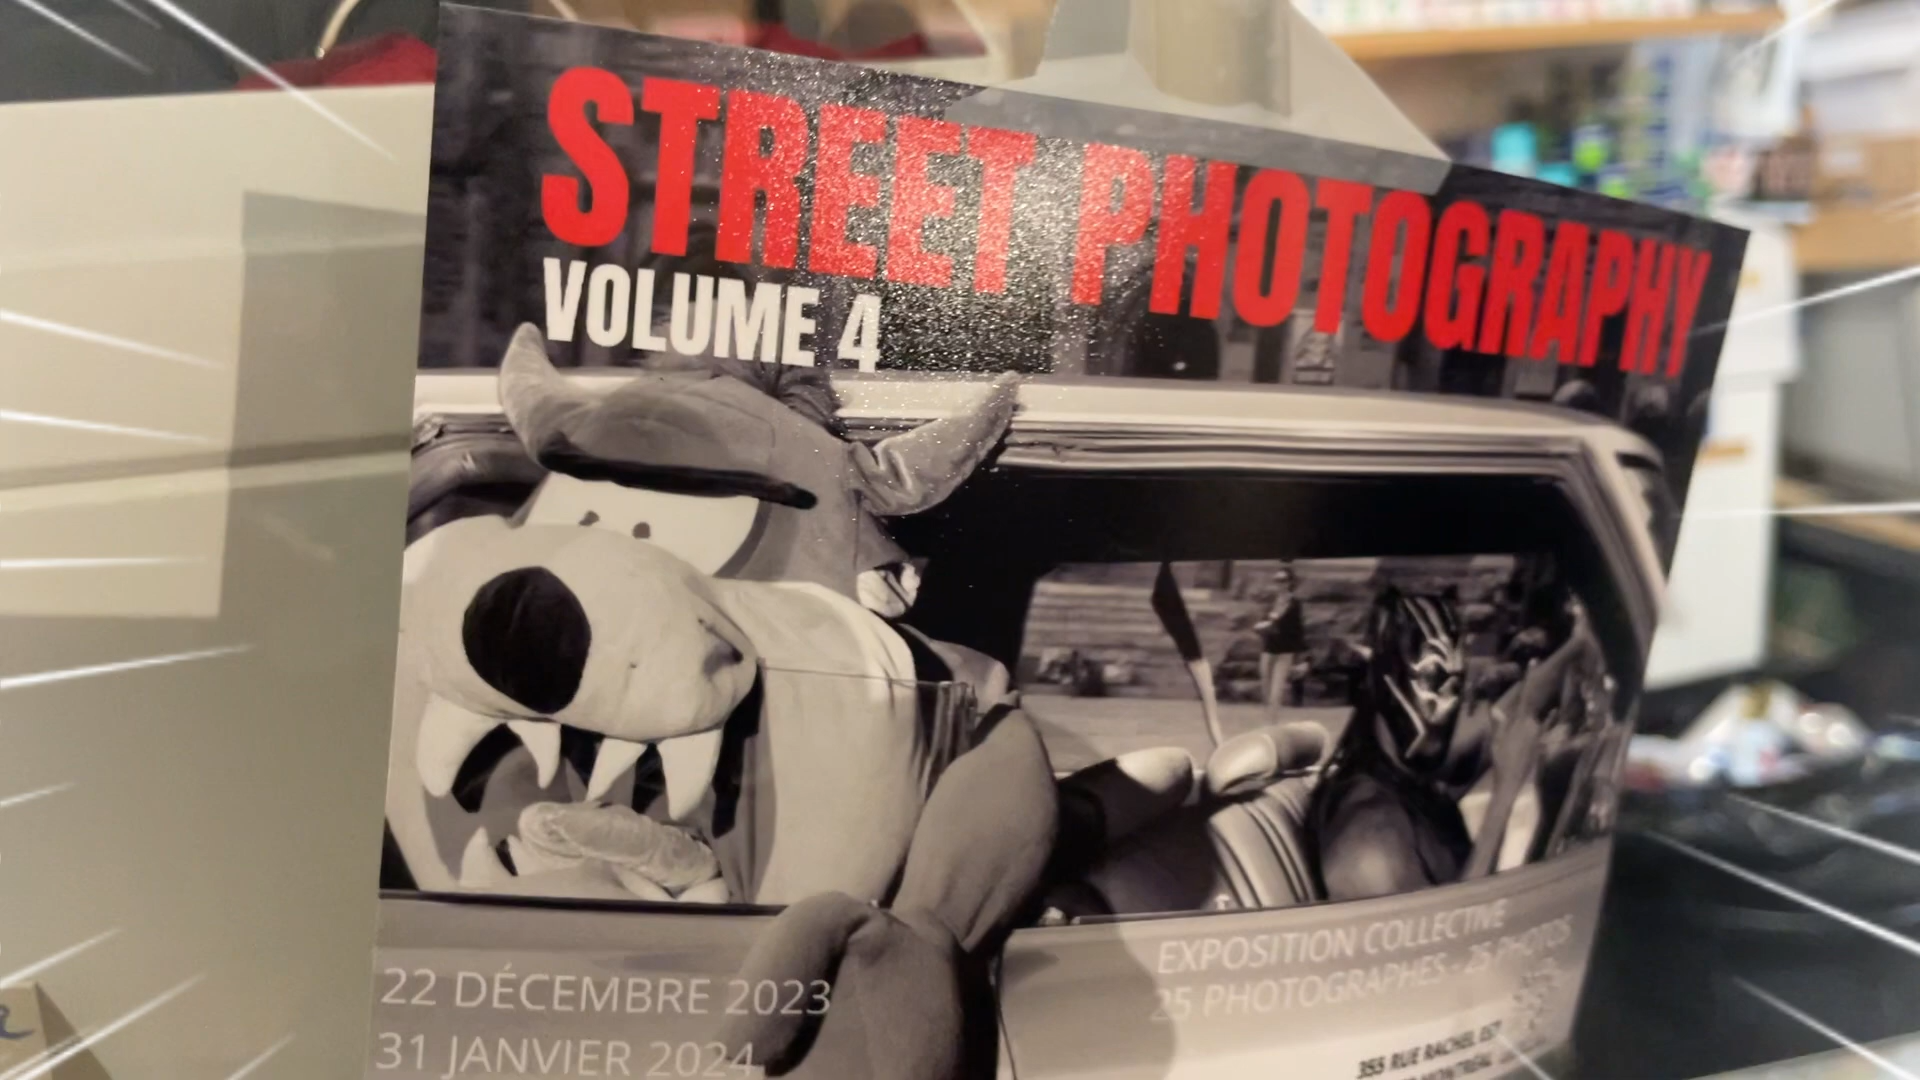 STREET PHOTOGRAPHY
VOLUME 4
22 DÉCEMBRE 2023
31 JANVIER 2024
EXPOSITION COLLECTIVE
25 PHOTOGRAPHES - 25 PHOTOS
355 RUE RACHEL EST
MONTRÉAL